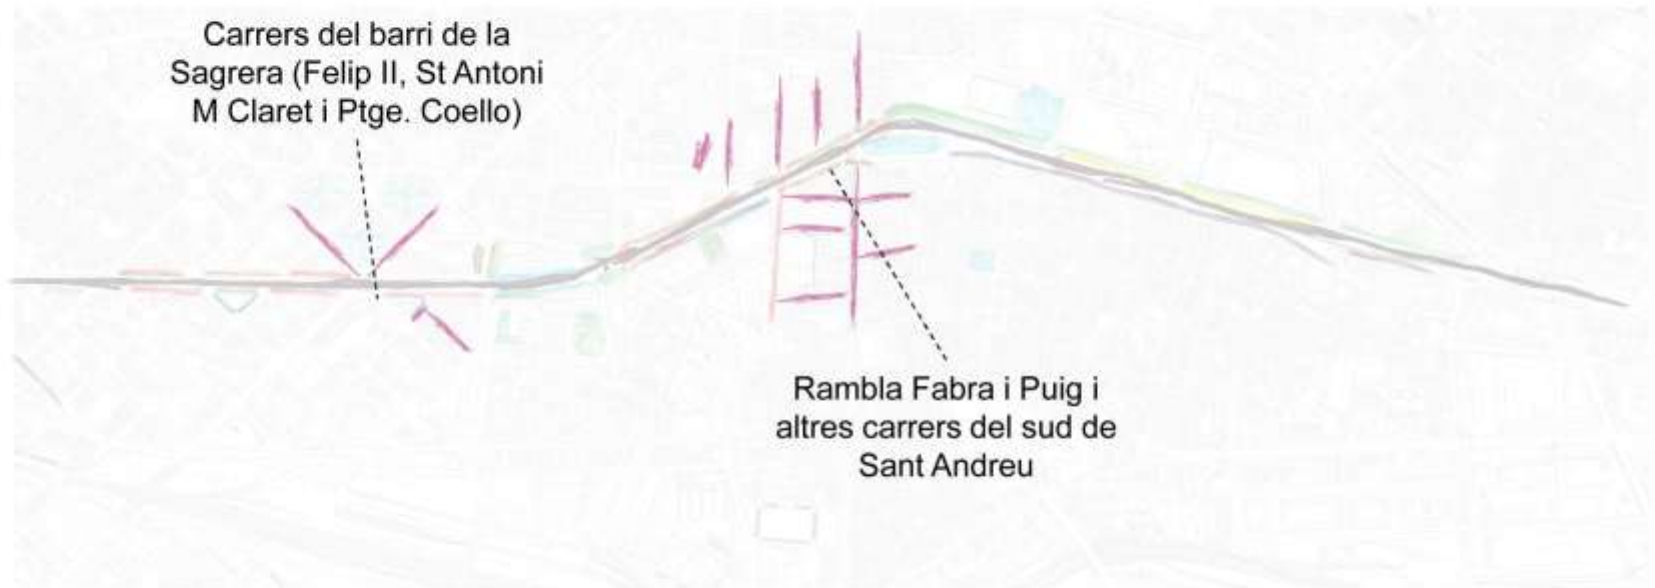 Carrers del barri de la
Sagrera (Felip II, St Antoni
M Claret i Ptge. Coello)
Rambla Fabra i Puig i
altres carrers del sud de
Sant Andreu